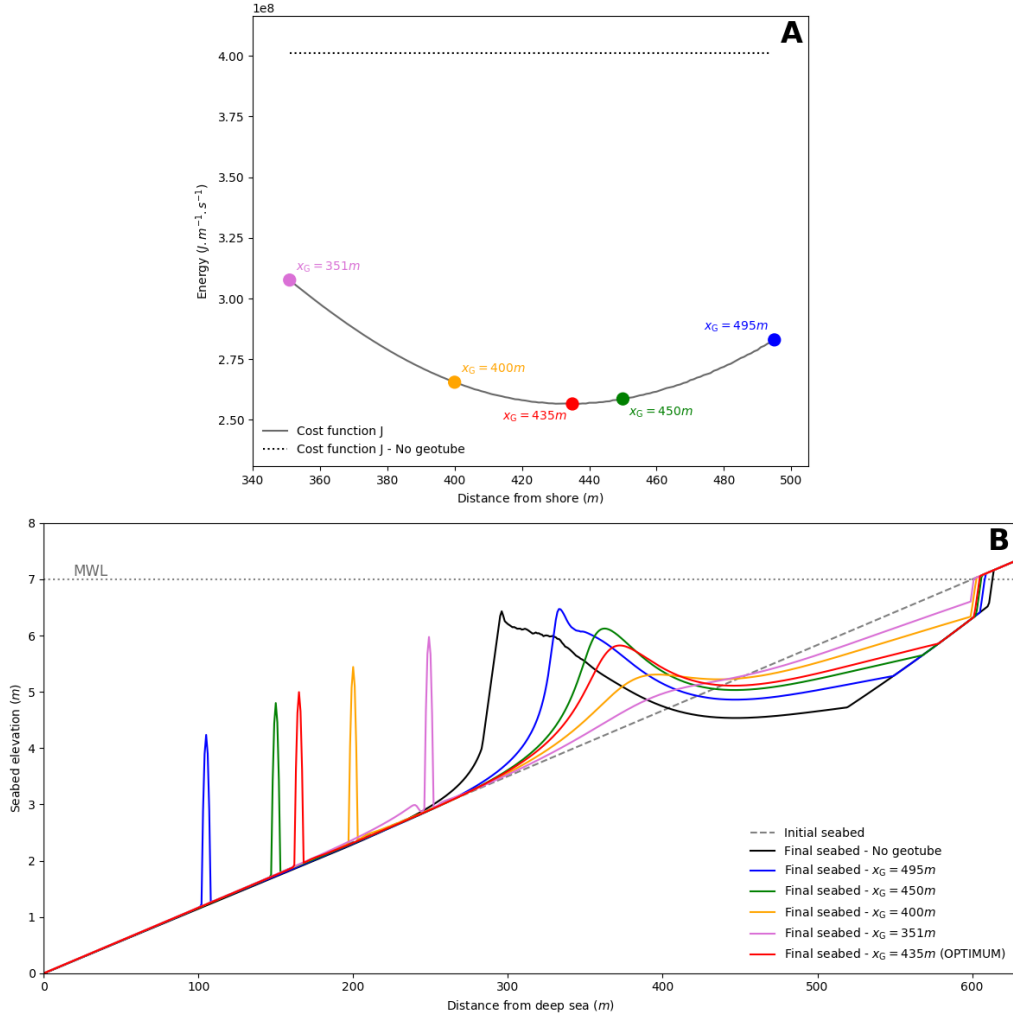 1e8
A
4.00
3.75
3.50
3.25
3.00
2.75
2.50
Energy (J.m⁻¹.s⁻¹)
x_G = 351m
x_G = 495m
x_G = 400m
x_G = 435m
x_G = 450m
Cost function J
Cost function J - No geotube
340 360 380 400 420 440 460 480 500
Distance from shore (m)
B
8
7
6
5
4
3
2
1
0
Seabed elevation (m)
MWL
Initial seabed
Final seabed - No geotube
Final seabed - x_G = 495m
Final seabed - x_G = 450m
Final seabed - x_G = 400m
Final seabed - x_G = 351m
Final seabed - x_G = 435m (OPTIMUM)
0 100 200 300 400 500 600
Distance from deep sea (m)